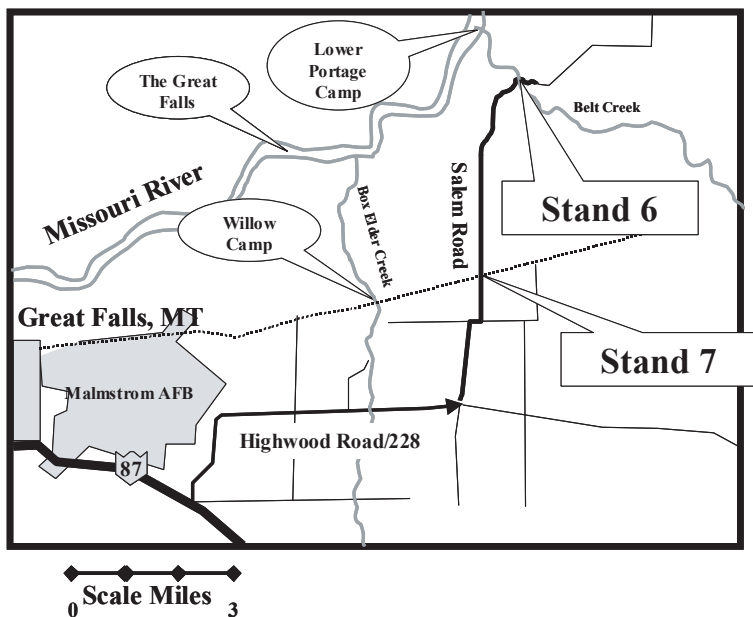 Lower
Portage
Camp
The Great
Falls
Belt Creek
Missouri River
Salem Road
Stand 6
Box Elder Creek
Willow
Camp
Great Falls, MT
Stand 7
Malmstrom AFB
Highwood Road/228
87
0 Scale Miles 3